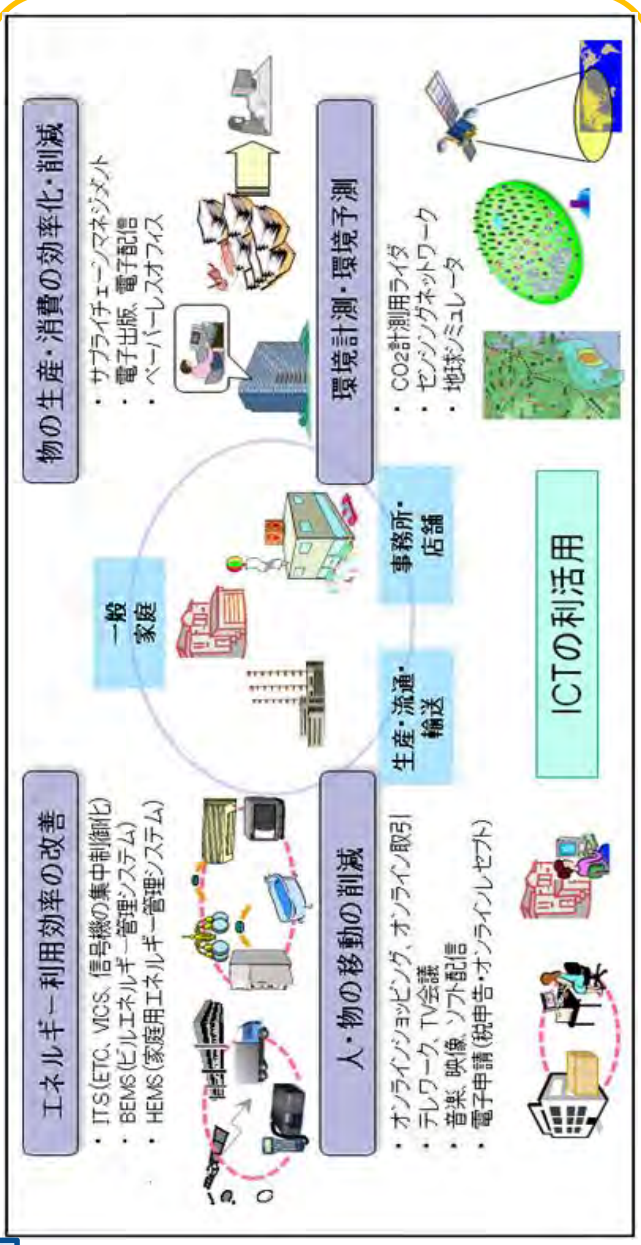 エネルギー利用効率の改善
・ ITS(ETC、VICS、信号機の集中制御化)
・ BEMS(ビルエネルギー管理システム)
・ HEMS(家庭用エネルギー管理システム)
物の生産・消費の効率化・削減
・ サプライチェーンマネジメント
・ 電子出版、電子配信
・ ペーパーレスオフィス
一般
家庭
生産・流通・
輸送
事務所・
店舗
人・物の移動の削減
・ オンラインショッピング、オンライン取引
・ テレワーク、TV会議
・ 音楽、映像、ソフト配信
・ 電子申請(税申告・オンラインレセプト)
環境計測・環境予測
・ CO2計測用ライダ
・ センシングネットワーク
・ 地球シミュレータ
ICTの利活用